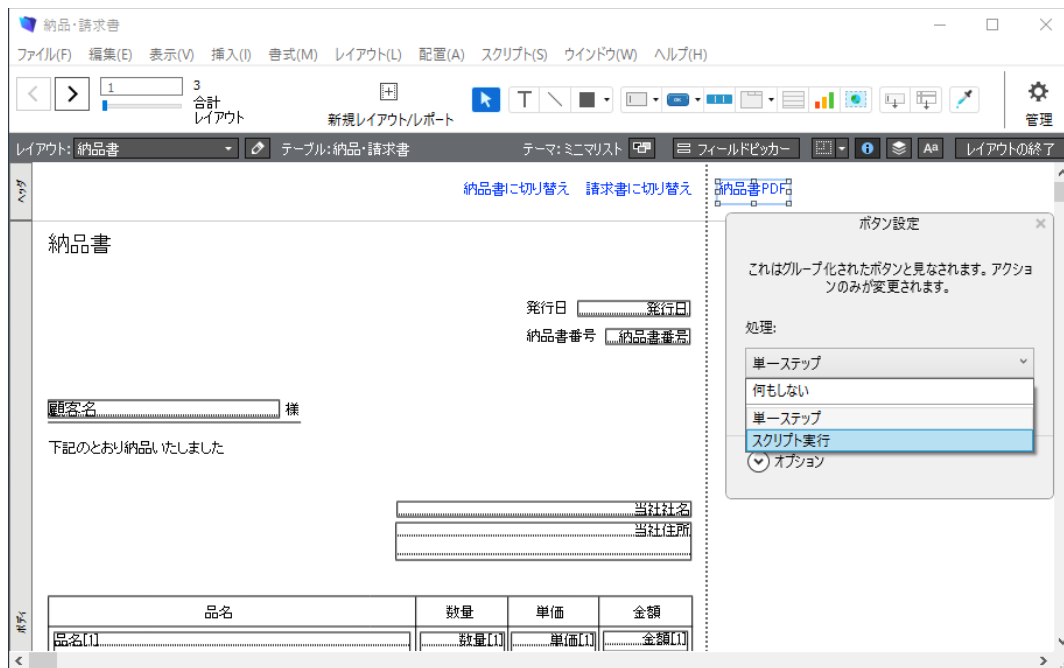 納品・請求書
ファイル(F) 編集(E) 表示(V) 挿入(I) 書式(M) レイアウト(L) 配置(A) スクリプト(S) ウインドウ(W) ヘルプ(H)
1
3
合計
レイアウト
新規レイアウト/レポート
T
管理
レイアウト: 納品書
テーブル: 納品・請求書
テーマ: ミニマリスト
フィールドピッカー
Aa
レイアウトの終了
ヘッダ
納品書に切り替え 請求書に切り替え 納品書PDF
納品書
発行日 発行日
納品書番号 納品書番号
顧客名 様
下記のとおり納品いたしました
当社社名
当社住所
ボディ
品名 数量 単価 金額
品名[1] 数量[1] 単価[1] 金額[1]
ボタン設定
これはグループ化されたボタンと見なされます。アクショ
ンのみが変更されます。
処理:
単一ステップ
何もしない
単一ステップ
スクリプト実行
オプション